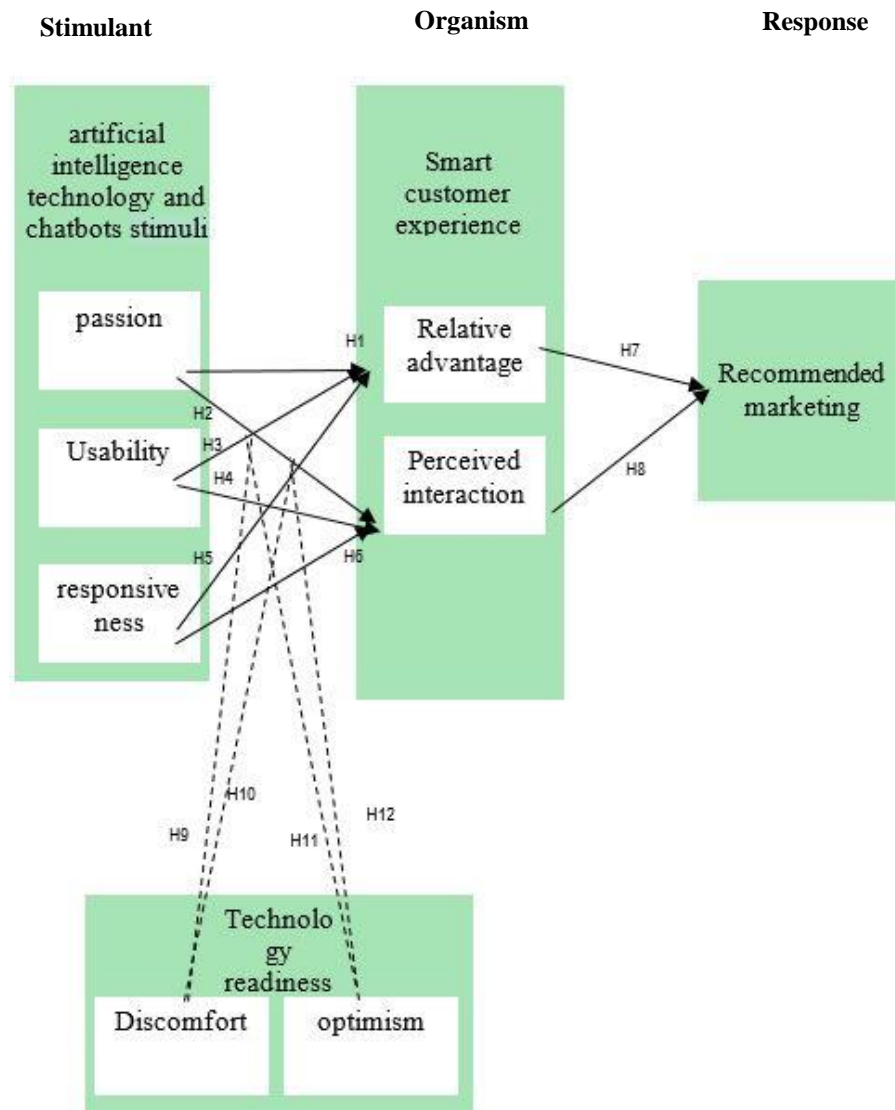 Stimulant
Organism
Response
artificial
intelligence
technology and
chatbots stimuli
Smart
customer
experience
passion
Relative
advantage
H1
H7
Recommended
marketing
H2
Usability
H3
H4
Perceived
interaction
H8
H5
H6
responsive
ness
H10
H12
H9
H11
Technolo
gy
readiness
Discomfort
optimism